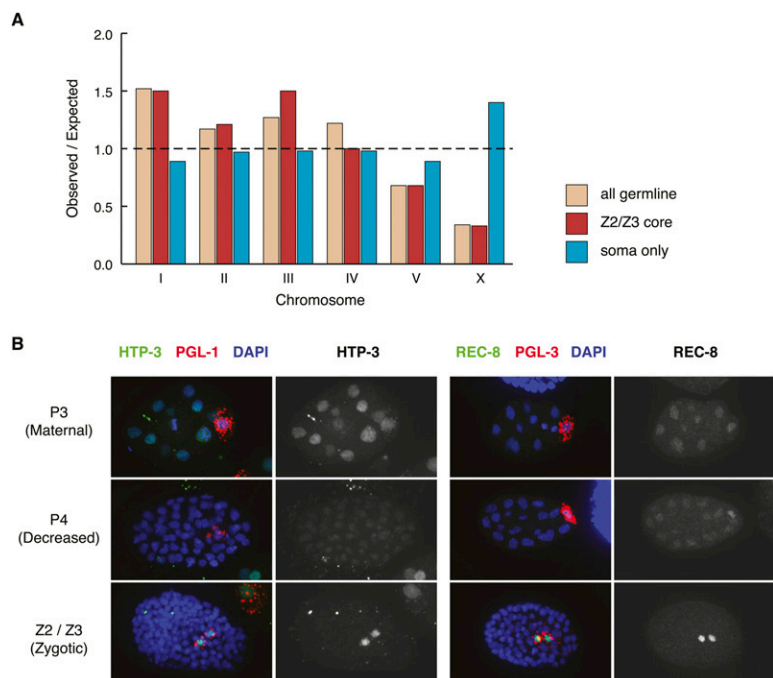 A
2.0
1.5
1.0
0.5
0.0
Observed / Expected
I II III IV V X
Chromosome
all germline
Z2/Z3 core
soma only
B
HTP-3 PGL-1 DAPI HTP-3 REC-8 PGL-3 DAPI REC-8
P3
(Maternal)
P4
(Decreased)
Z2 / Z3
(Zygotic)